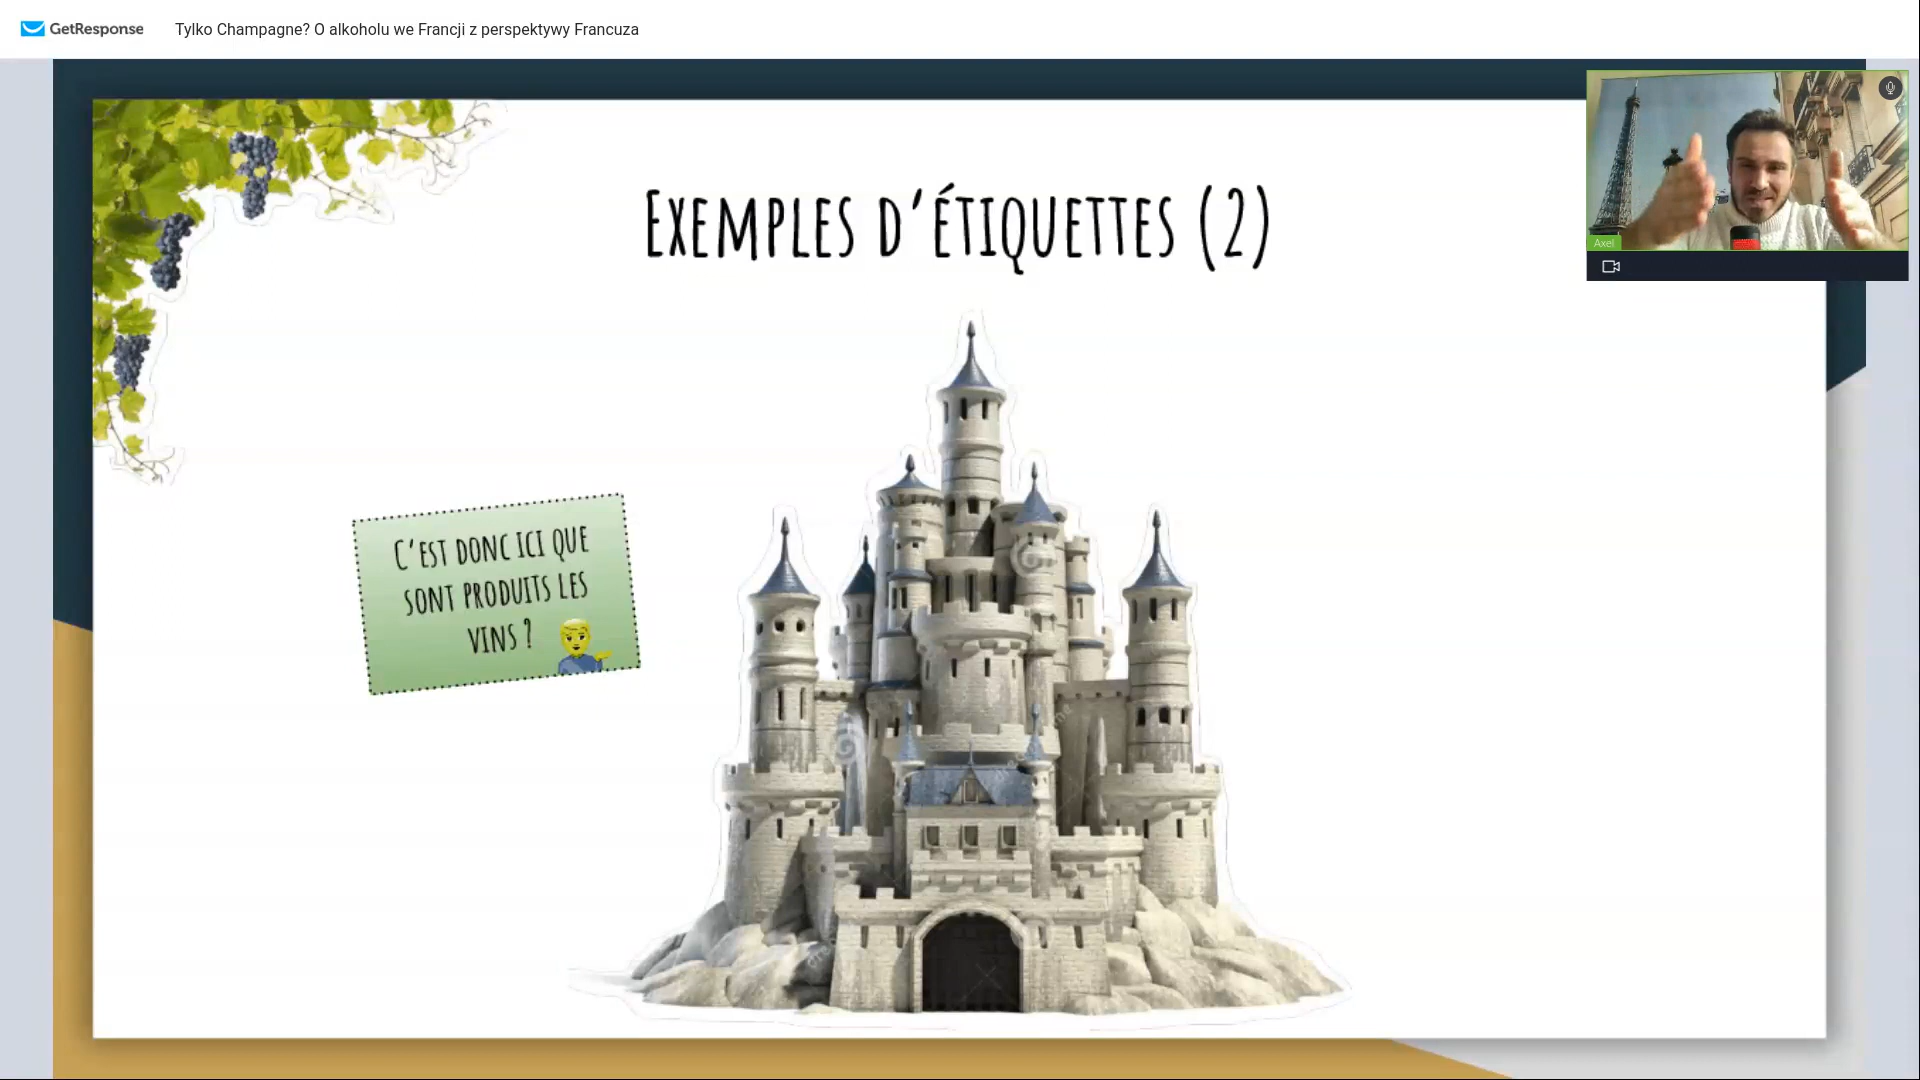 GetResponse
Tylko Champagne? O alkoholu we Francji z perspektywy Francuza
Exemples d'étiquettes (2)
C'est donc ici que
sont produits les
vins ?
Axel